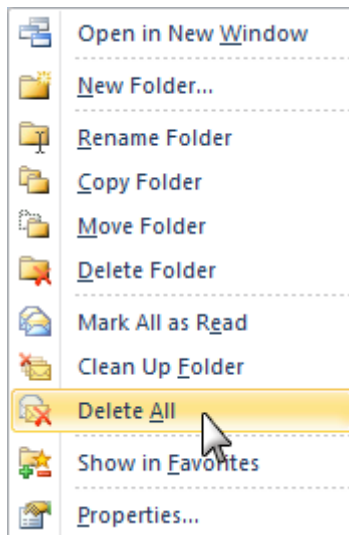 Open in New Window
New Folder...
Rename Folder
Copy Folder
Move Folder
Delete Folder
Mark All as Read
Clean Up Folder
Delete All
Show in Favorites
Properties...